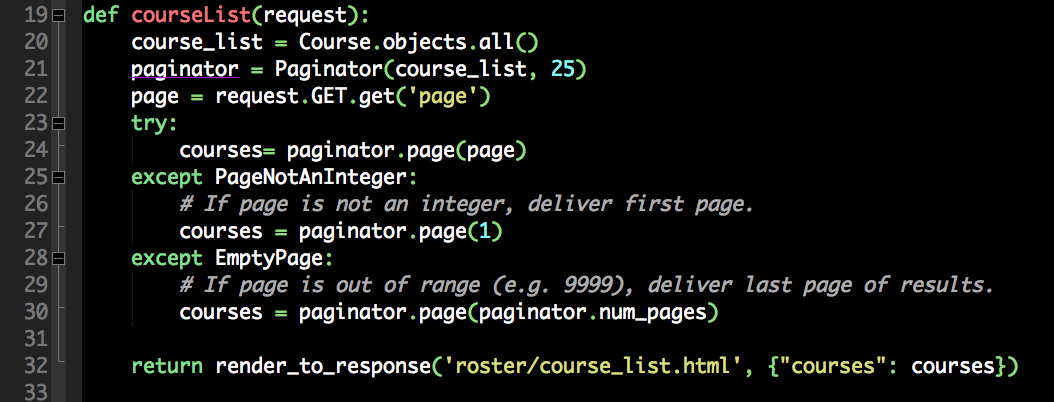 19 def courseList(request):
20     course_list = Course.objects.all()
21     paginator = Paginator(course_list, 25)
22     page = request.GET.get('page')
23     try:
24         courses= paginator.page(page)
25     except PageNotAnInteger:
26         # If page is not an integer, deliver first page.
27         courses = paginator.page(1)
28     except EmptyPage:
29         # If page is out of range (e.g. 9999), deliver last page of results.
30         courses = paginator.page(paginator.num_pages)
31
32     return render_to_response('roster/course_list.html', {"courses": courses})
33